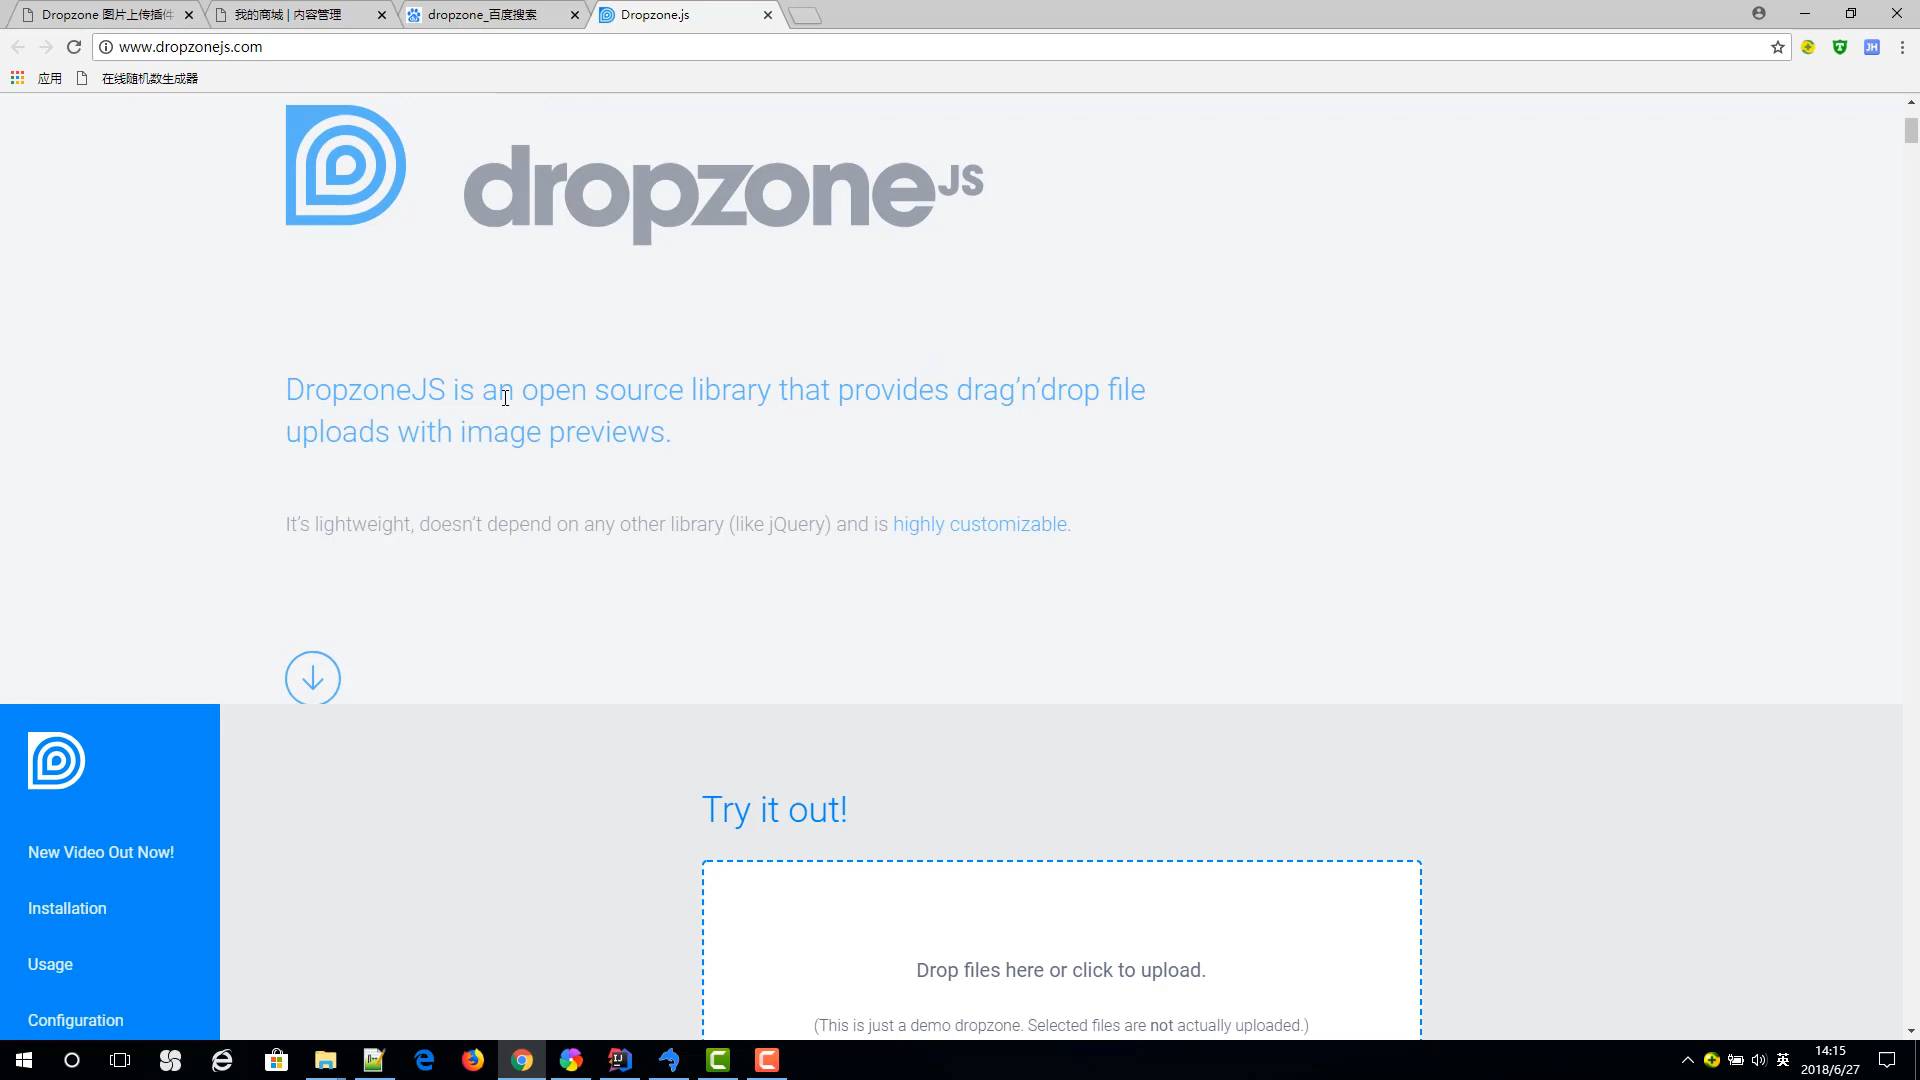 Dropzone 图片上传插件
我的商城 | 内容管理
dropzone_百度搜索
Dropzone.js
www.dropzonejs.com
应用
在线随机数生成器
JH
dropzoneJS
DropzoneJS is an open source library that provides drag’n’drop file
uploads with image previews.
It’s lightweight, doesn’t depend on any other library (like jQuery) and is highly customizable.
New Video Out Now!
Installation
Usage
Configuration
Try it out!
Drop files here or click to upload.
(This is just a demo dropzone. Selected files are not actually uploaded.)
英
14:15
2018/6/27